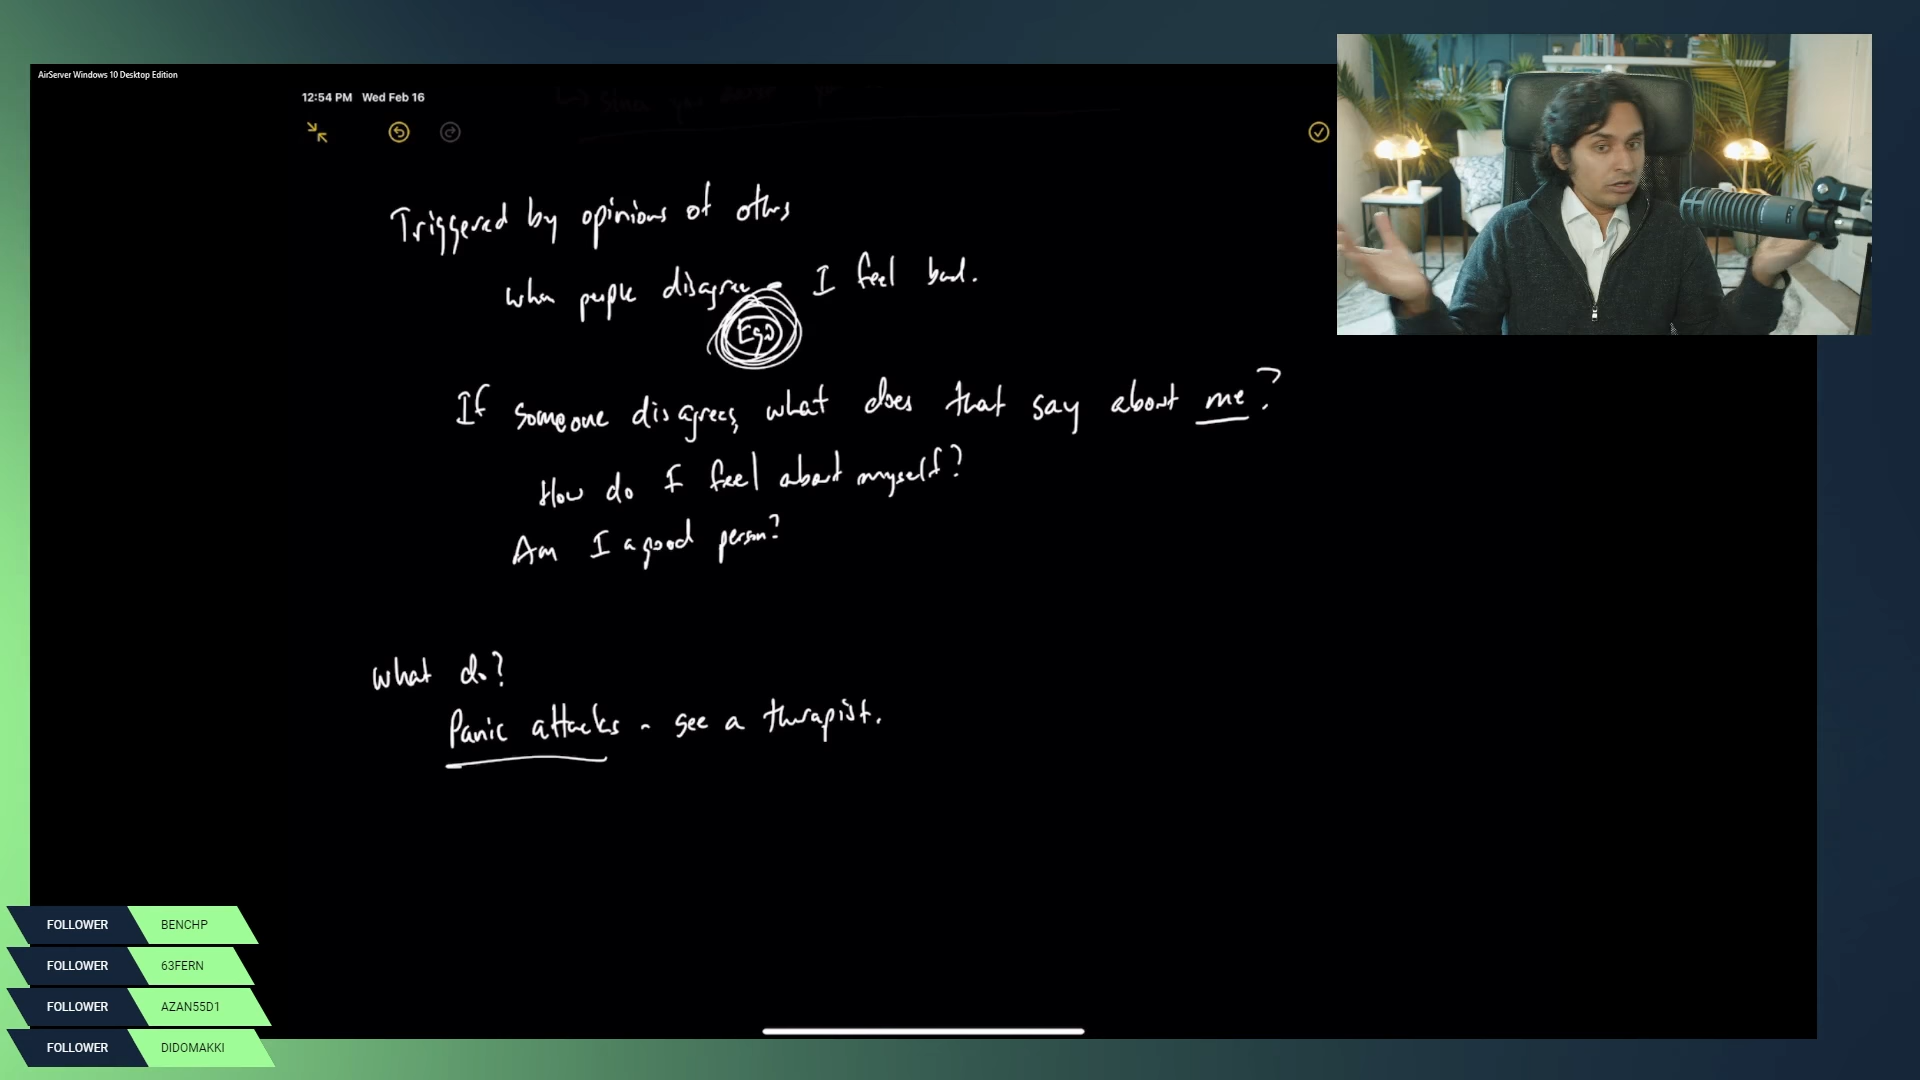 AirServer Windows 10 Desktop Edition
12:54 PM Wed Feb 16
Triggered by opinions of others
when people disagree - I feel bad.
Ego
If someone disagrees, what does that say about me?
How do I feel about myself?
Am I a good person?
What do?
Panic attacks - see a therapist.
FOLLOWER BENCHP
FOLLOWER 63FERN
FOLLOWER AZAN55D1
FOLLOWER DIDOMAKKI